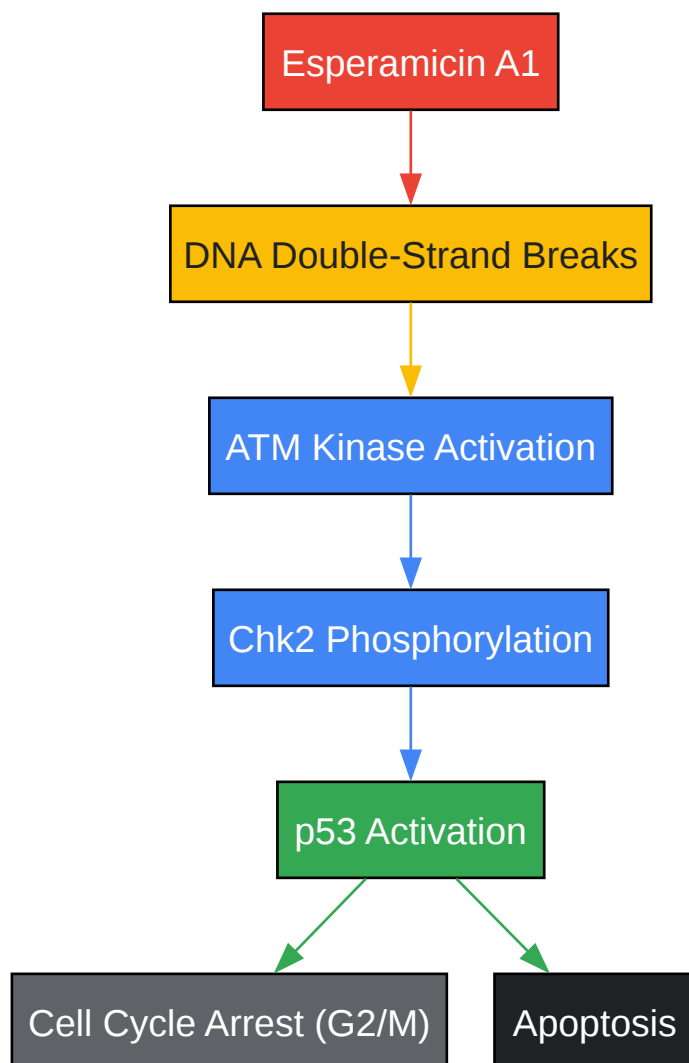 Esperamicin A1
DNA Double-Strand Breaks
ATM Kinase Activation
Chk2 Phosphorylation
p53 Activation
Cell Cycle Arrest (G2/M)
Apoptosis